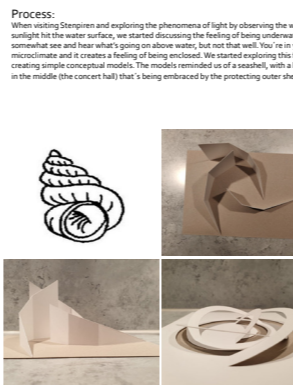 Process:
When visiting Stenpiren and exploring the phenomena of light by observing the w
sunlight hit the water surface, we started discussing the feeling of being underwa
somewhat see and hear what's going on above water, but not that well. You´re in
microclimate and it creates a feeling of being enclosed. We started exploring this
creating simple conceptual models. The models reminded us of a seashell, with a
in the middle (the concert hall) that´s being embraced by the protecting outer she